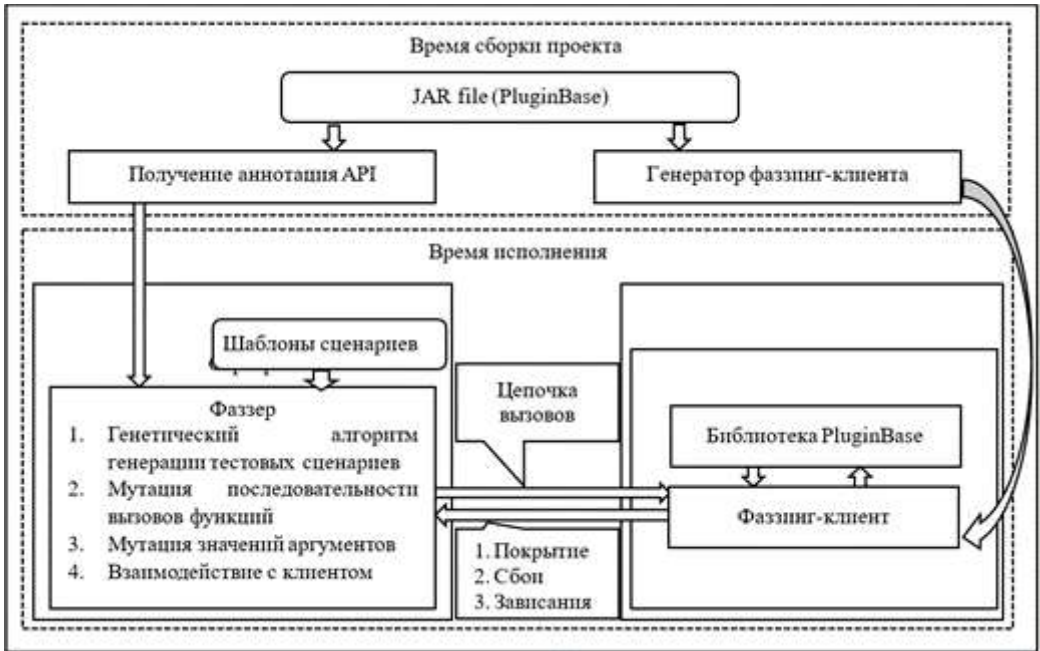 Время сборки проекта
JAR file (PluginBase)
Получение аннотация API
Генератор фаззинг-клиента
Время исполнения
Шаблоны сценариев
Фаззер
1. Генетический алгоритм
генерации тестовых сценариев
2. Мутация последовательности
вызовов функций
3. Мутация значений аргументов
4. Взаимодействие с клиентом
Цепочка
вызовов
1. Покрытие
2. Сбои
3. Зависания
Библиотека PluginBase
Фаззинг-клиент